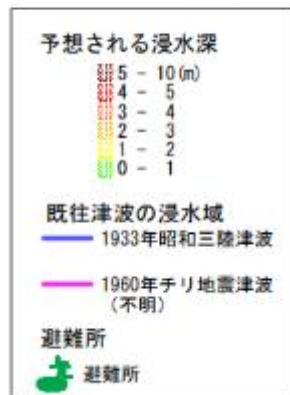 予想される浸水深
5 - 10(m)
4 - 5
3 - 4
2 - 3
1 - 2
0 - 1
既往津波の浸水域
1933年昭和三陸津波
1960年チリ地震津波
(不明)
避難所
避難所